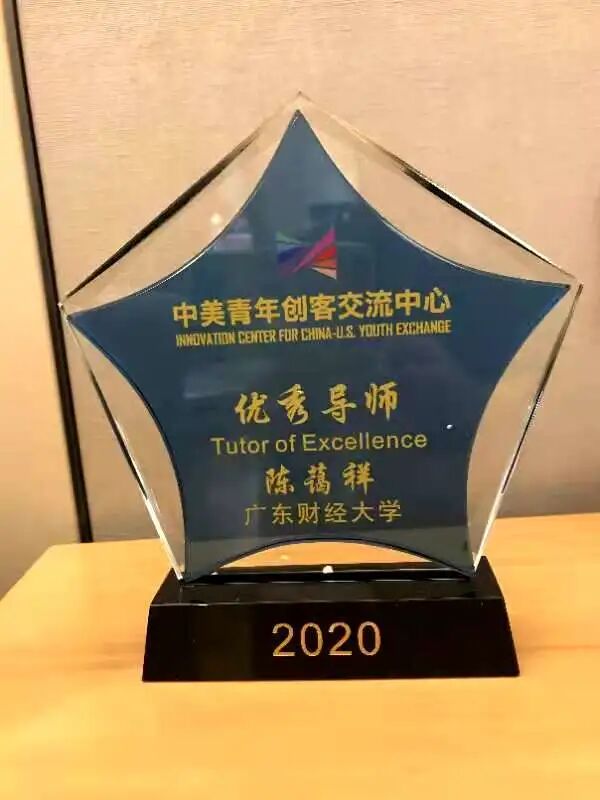 中美青年创客交流中心
INNOVATION CENTER FOR CHINA-U.S. YOUTH EXCHANGE
优秀导师
Tutor of Excellence
陈蔼祥
广东财经大学
2020